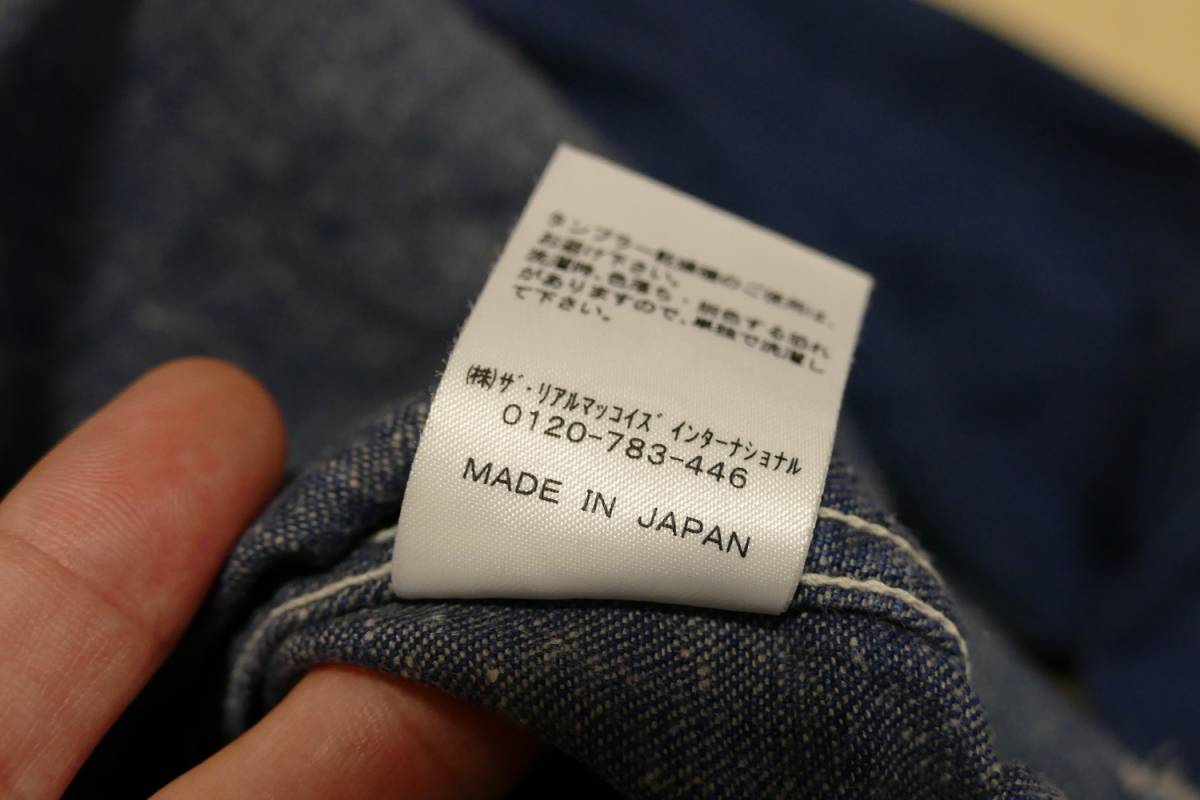 タンブラー乾燥機のご使用は、
お避け下さい。
洗濯時、色落ち・脱色する恐れ
がありますので、単独で洗濯し
て下さい。
㈱ｻﾞ･ﾘｱﾙﾏｯｺｲｽﾞ ｲﾝﾀｰﾅｼｮﾅﾙ
0120-783-446
MADE IN JAPAN